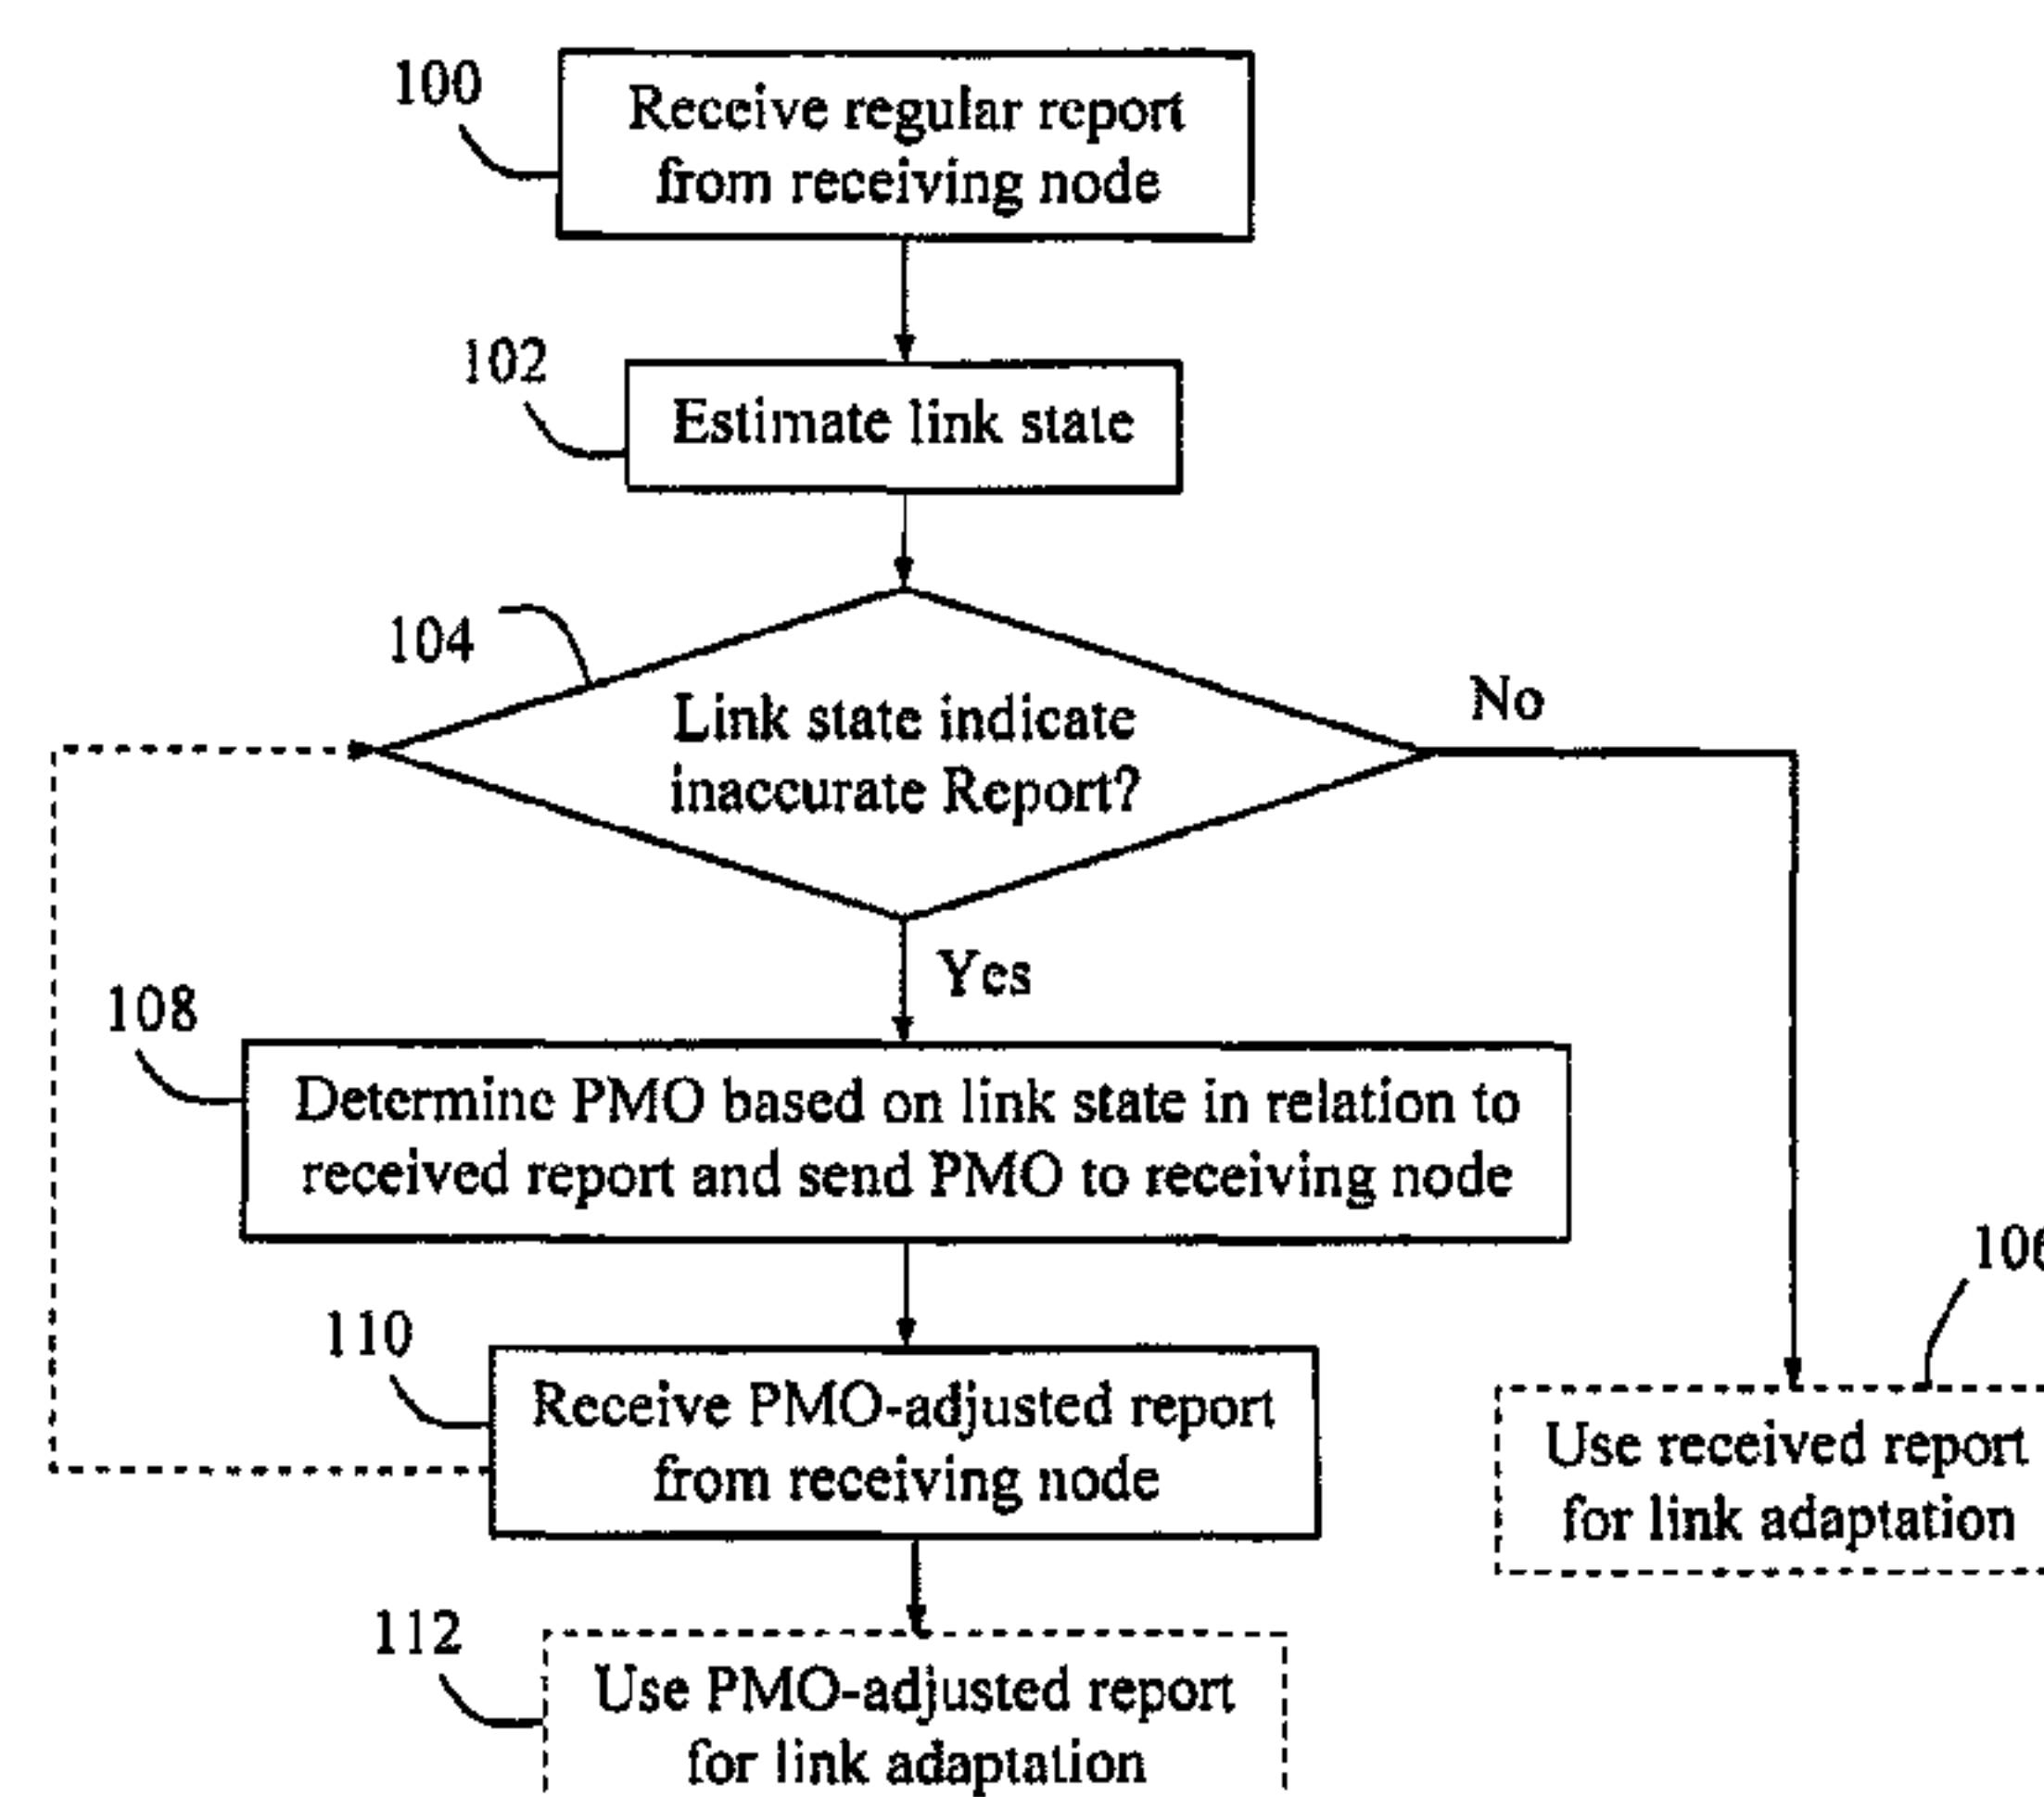 100
Receive regular report
from receiving node
102
Estimate link state
104
Link state indicate
inaccurate Report?
No
Yes
108
Determine PMO based on link state in relation to
received report and send PMO to receiving node
106
110
Receive PMO-adjusted report
from receiving node
Use received report
for link adaptation
112
Use PMO-adjusted report
for link adaptation